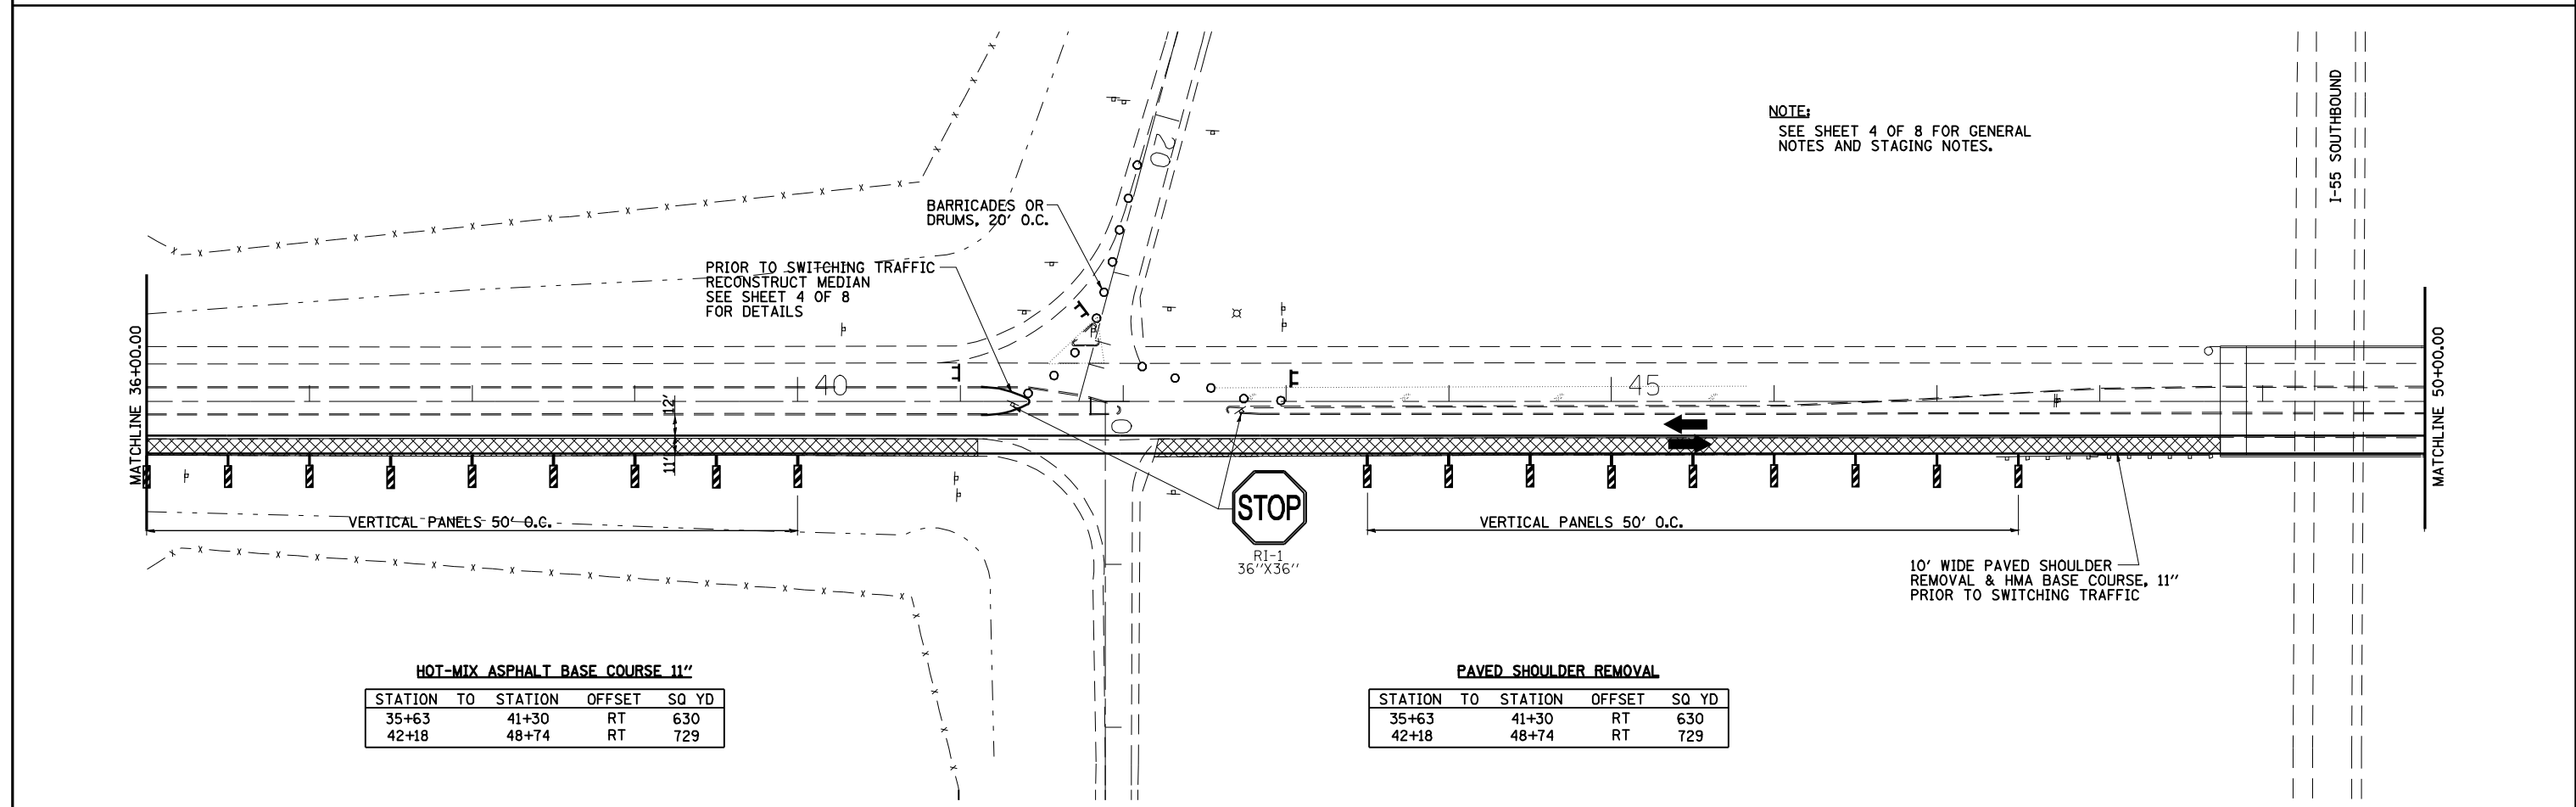 NOTE:
SEE SHEET 4 OF 8 FOR GENERAL
NOTES AND STAGING NOTES.
I-55 SOUTHBOUND
20
BARRICADES OR
DRUMS, 20' O.C.
PRIOR TO SWITCHING TRAFFIC
RECONSTRUCT MEDIAN
SEE SHEET 4 OF 8
FOR DETAILS
MATCHLINE 36+00.00
40
45
MATCHLINE 50+00.00
12'
11'
0
STOP
RI-1
36"X36"
VERTICAL PANELS 50' O.C.
VERTICAL PANELS 50' O.C.
10' WIDE PAVED SHOULDER
REMOVAL & HMA BASE COURSE, 11"
PRIOR TO SWITCHING TRAFFIC
HOT-MIX ASPHALT BASE COURSE 11"
STATION TO STATION OFFSET SQ YD
35+63 41+30 RT 630
42+18 48+74 RT 729
PAVED SHOULDER REMOVAL
STATION TO STATION OFFSET SQ YD
35+63 41+30 RT 630
42+18 48+74 RT 729